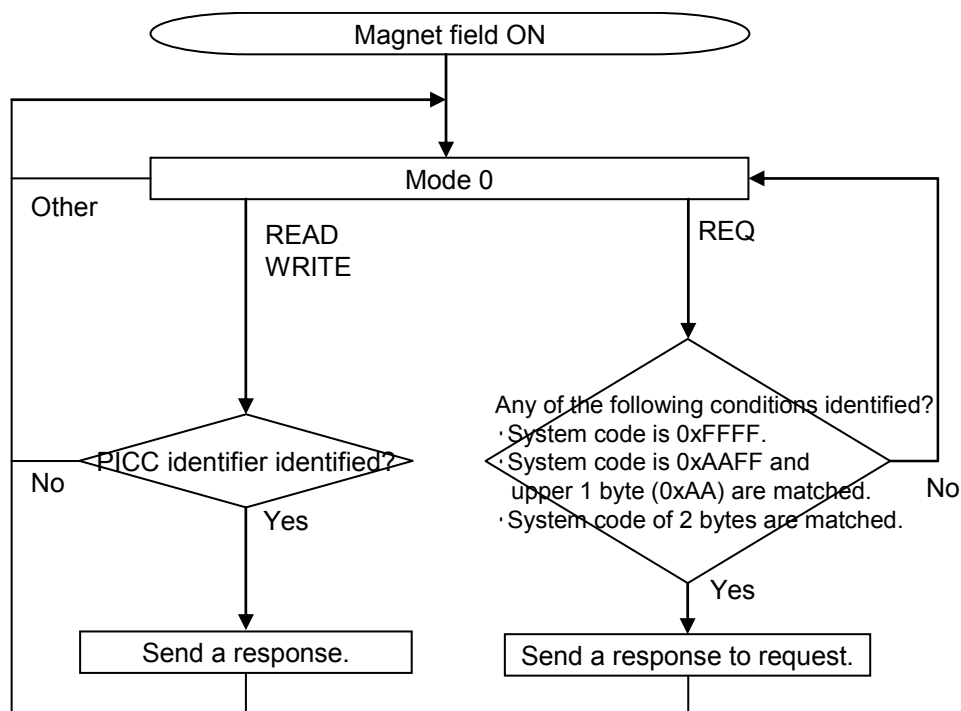 Magnet field ON
Mode 0
Other
READ
WRITE
REQ
Any of the following conditions identified?
·System code is 0xFFFF.
·System code is 0xAAFF and
upper 1 byte (0xAA) are matched.
·System code of 2 bytes are matched.
PICC identifier identified?
No
No
Yes
Yes
Send a response.
Send a response to request.